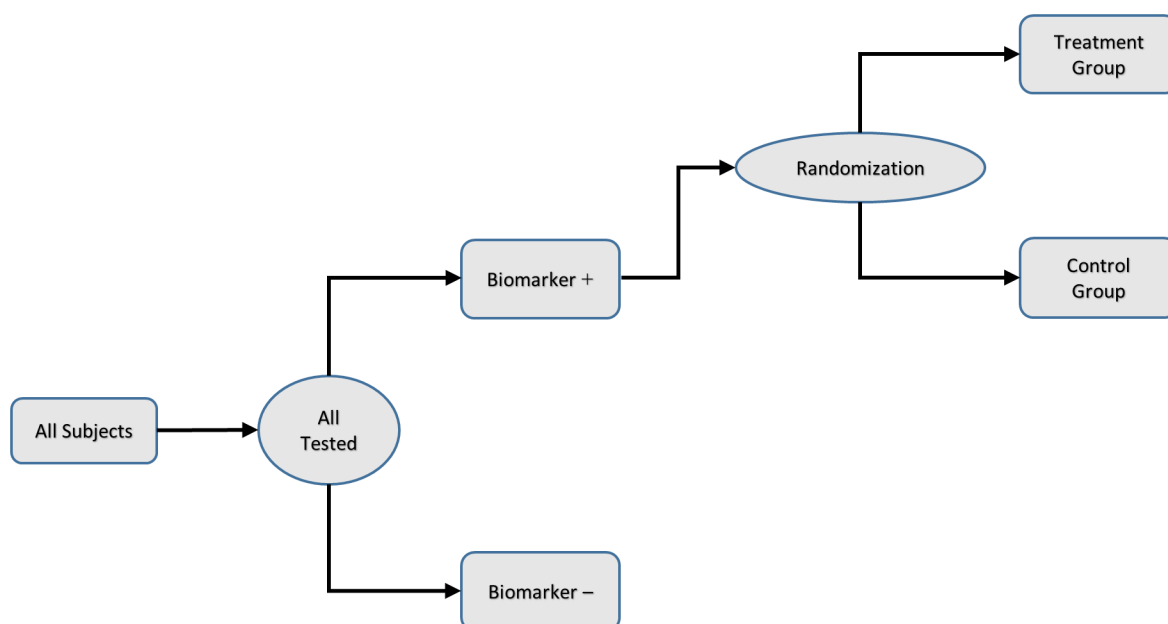 Treatment
Group
Randomization
Control
Group
Biomarker +
All Subjects
All
Tested
Biomarker –